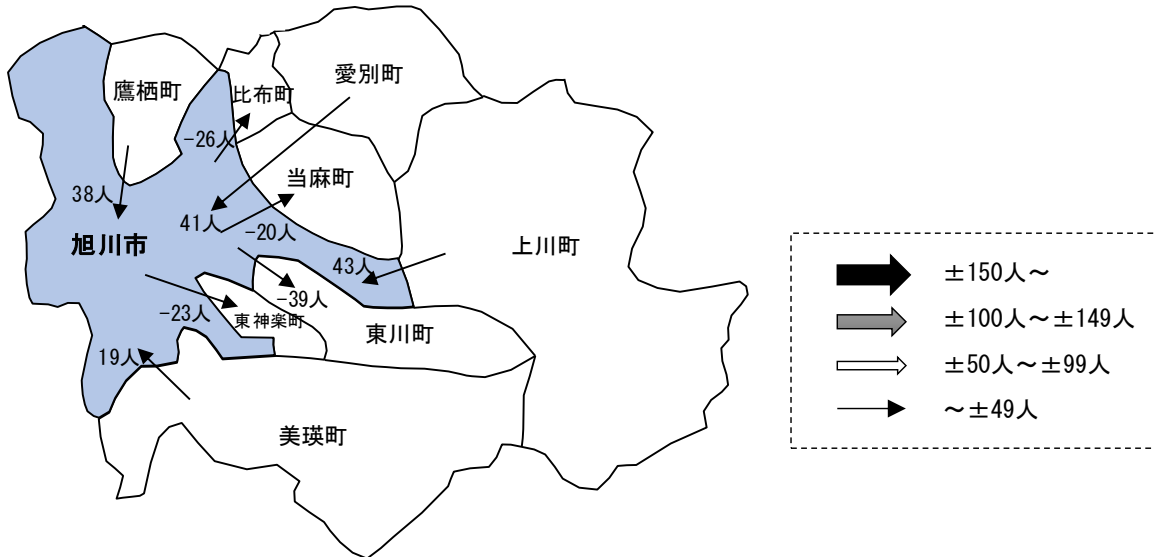 愛別町
鷹栖町
比布町
-26人
当麻町
38人
41人
旭川市
-20人
上川町
43人
-39人
-23人
東神楽町
東川町
19人
美瑛町
±150人~
±100人~±149人
±50人~±99人
~±49人